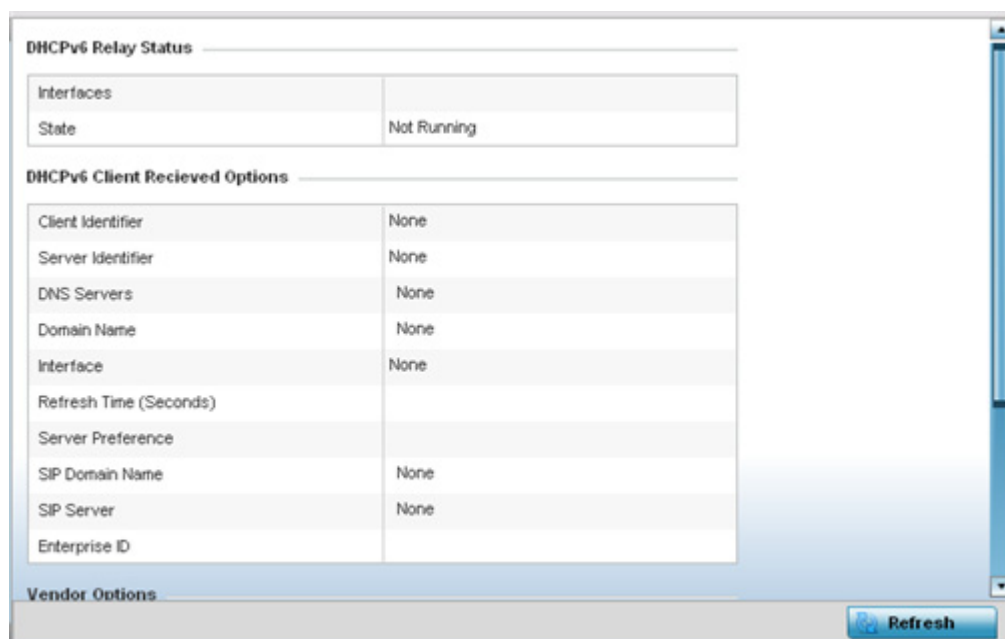 DHCPv6 Relay Status
Interfaces
State Not Running
DHCPv6 Client Recieved Options
Client Identifier None
Server Identifier None
DNS Servers None
Domain Name None
Interface None
Refresh Time (Seconds)
Server Preference
SIP Domain Name None
SIP Server None
Enterprise ID
Vendor Options
Refresh